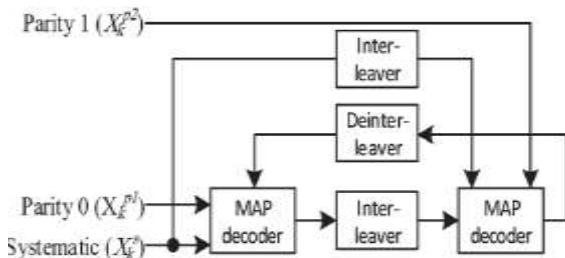 Parity 1 (X_k^{p2})
Inter-
leaver
Deinter-
leaver
Parity 0 (X_k^{p1})
MAP
decoder
Inter-
leaver
MAP
decoder
Systematic (X_k^s)